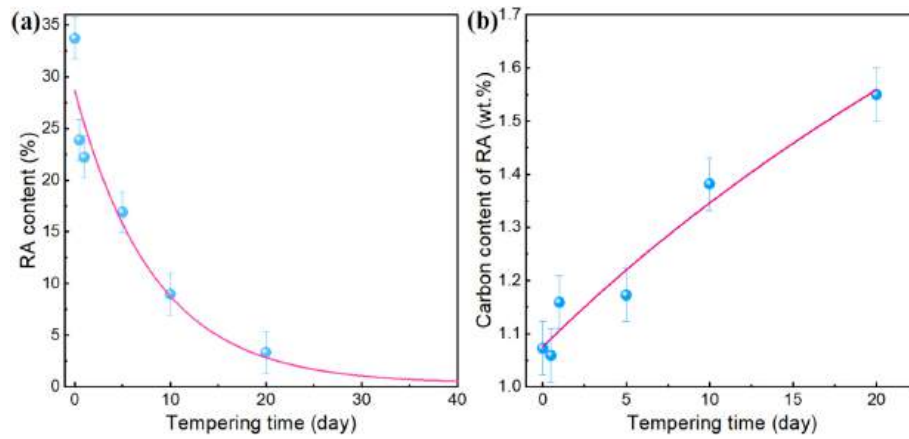 (a)
35
30
25
20
15
10
5
0
RA content (%)
0 10 20 30 40
Tempering time (day)
(b)
1.7
1.6
1.5
1.4
1.3
1.2
1.1
1.0
Carbon content of RA (wt.%)
0 5 10 15 20
Tempering time (day)